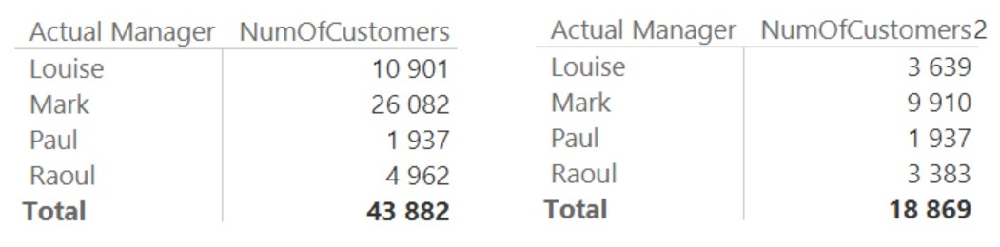 Actual Manager NumOfCustomers
Louise 10 901
Mark 26 082
Paul 1 937
Raoul 4 962
Total 43 882
Actual Manager NumOfCustomers2
Louise 3 639
Mark 9 910
Paul 1 937
Raoul 3 383
Total 18 869